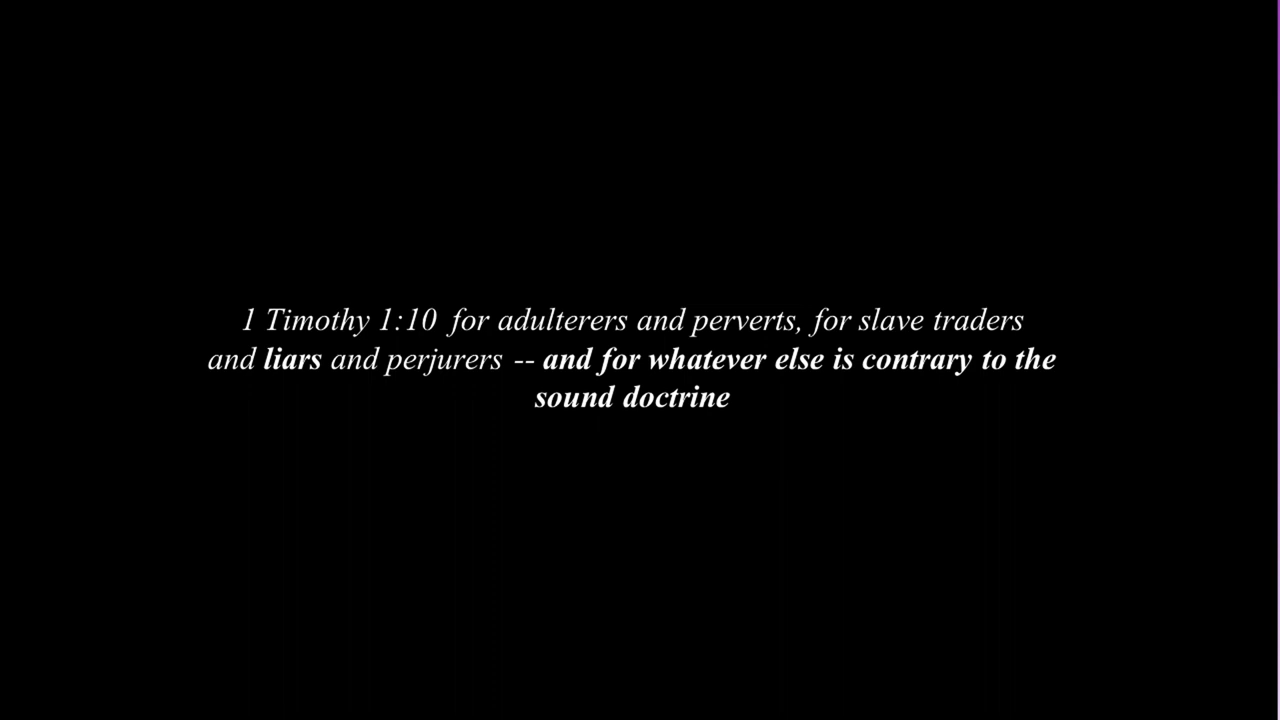 1 Timothy 1:10 for adulterers and perverts, for slave traders
and liars and perjurers -- and for whatever else is contrary to the
sound doctrine